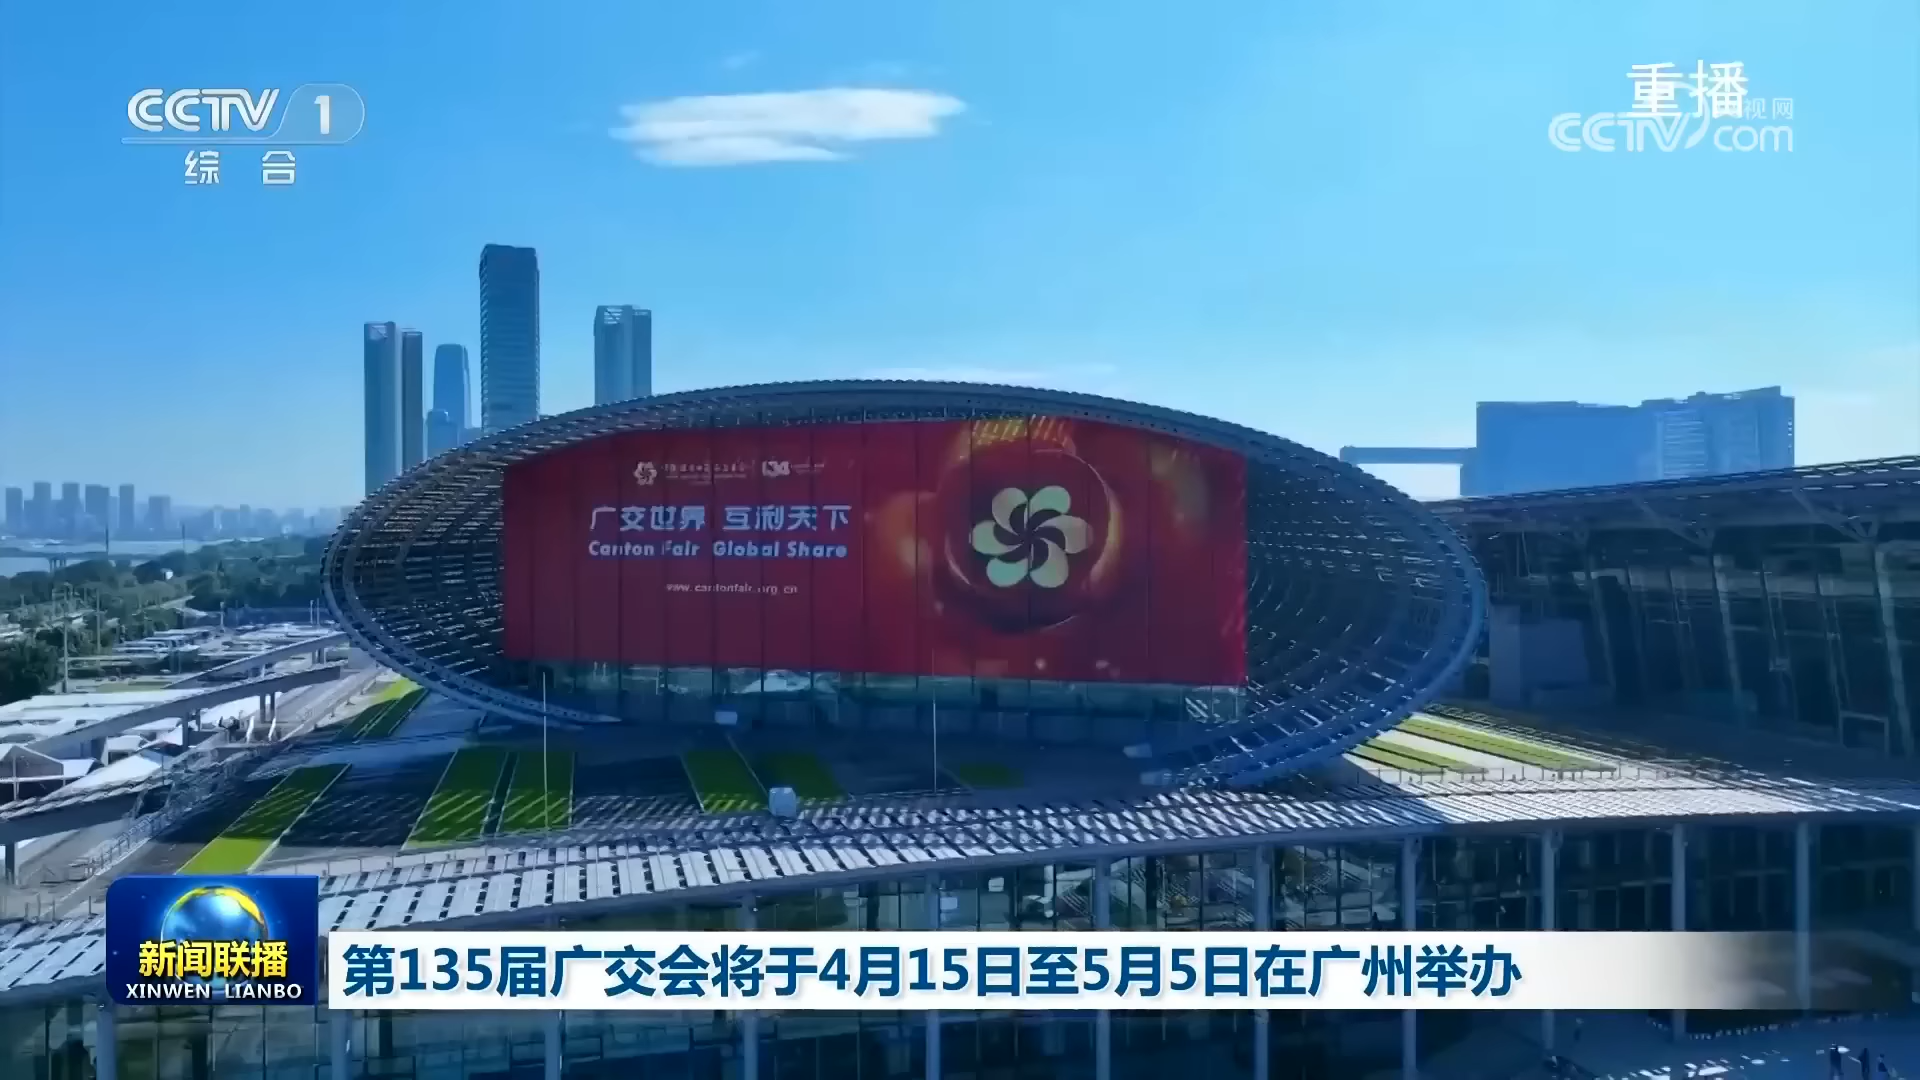 CCTV 1
综 合
重播
视网
CCTV com
134
广交世界 互利天下
Canton Fair Global Share
www.cantonfair.org.cn
新闻联播
XINWEN LIANBO
第135届广交会将于4月15日至5月5日在广州举办